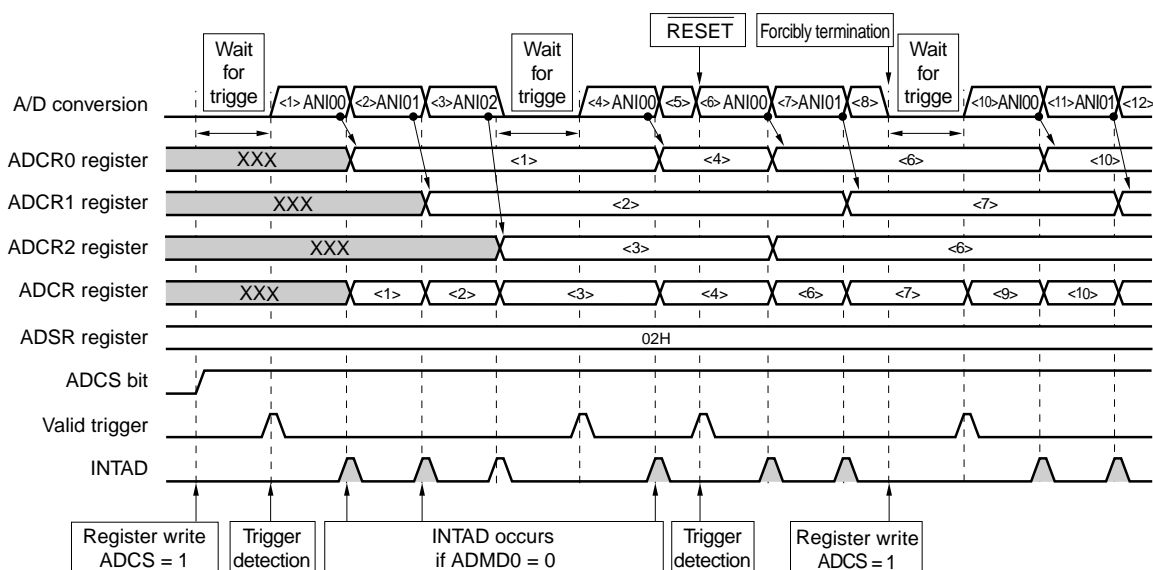 RESET
Forcibly termination
Wait
for
trigge
Wait
for
trigge
Wait
for
trigge
A/D conversion
<1>ANI00 <2>ANI01 <3>ANI02 <4>ANI00 <5> <6>ANI00 <7>ANI01 <8> <10>ANI00 <11>ANI01 <12>
ADCR0 register XXX <1> <4> <6> <10>
ADCR1 register XXX <2> <7>
ADCR2 register XXX <3> <6>
ADCR register XXX <1> <2> <3> <4> <6> <7> <9> <10>
ADSR register 02H
ADCS bit
Valid trigger
INTAD
Register write
ADCS = 1
Trigger
detection
INTAD occurs
if ADMD0 = 0
Trigger
detection
Register write
ADCS = 1